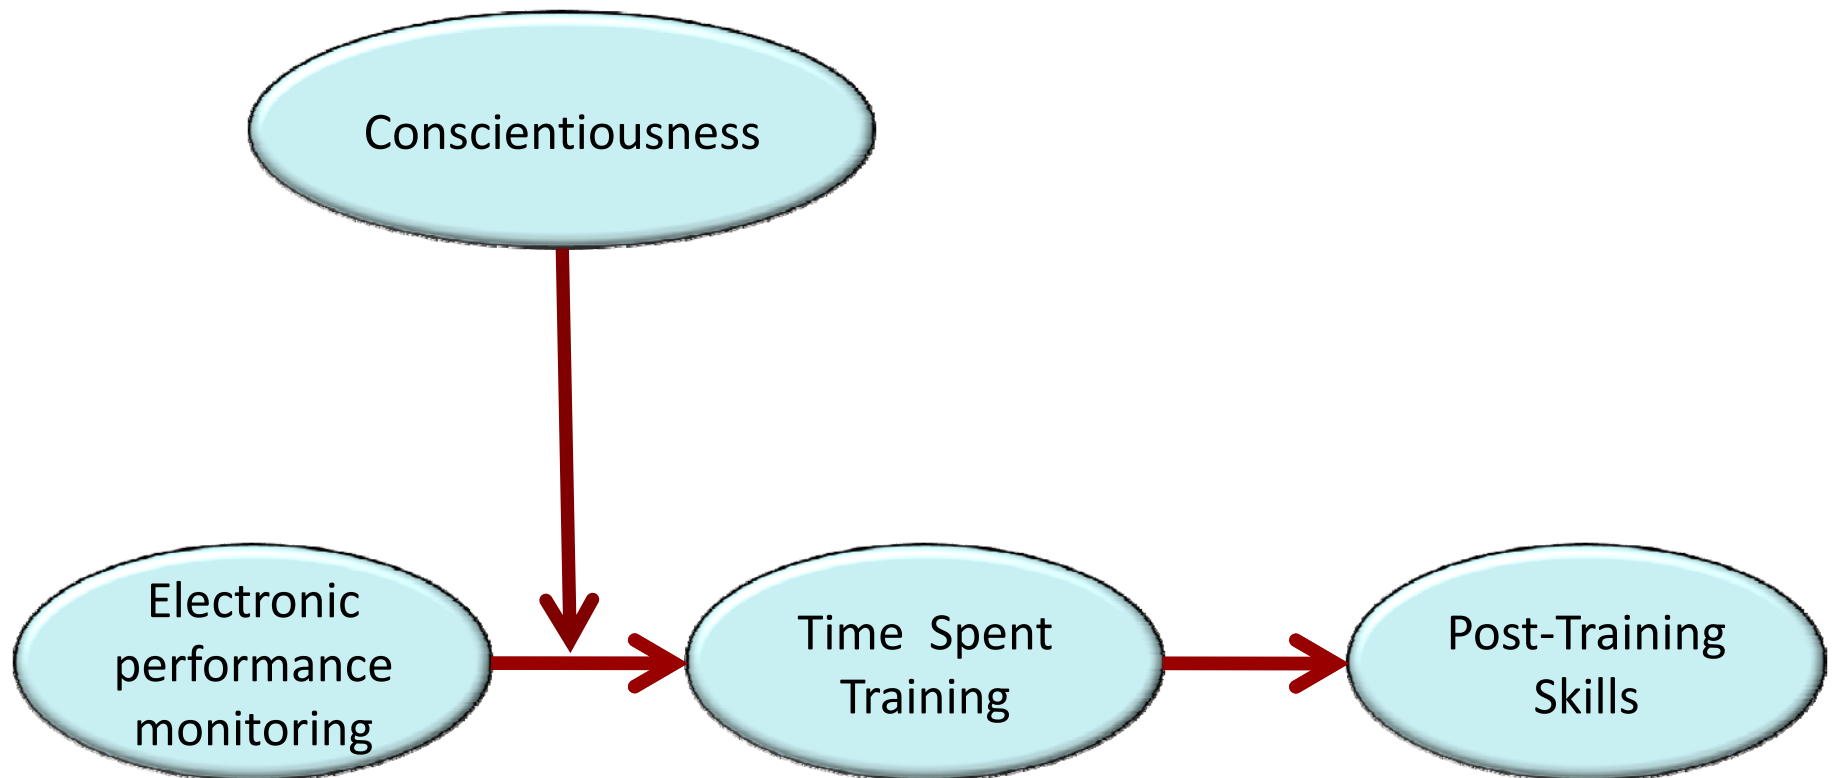 Conscientiousness
Electronic
performance
monitoring
Time  Spent
Training
Post-Training
Skills